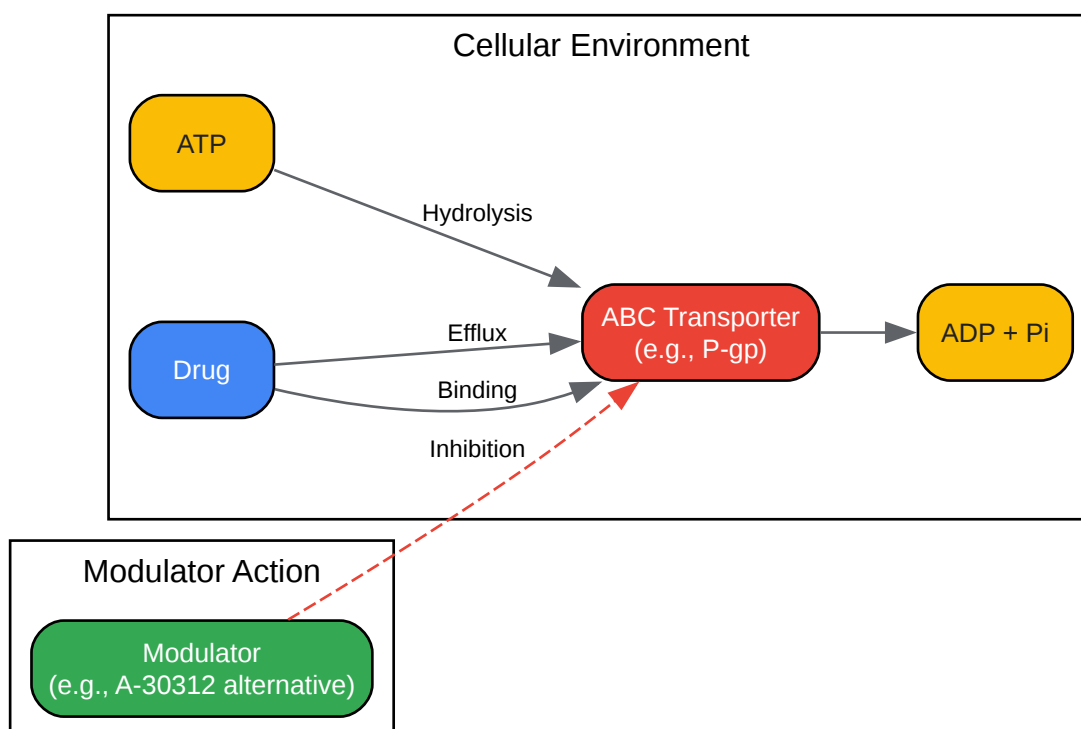 Cellular Environment
ATP
Hydrolysis
Efflux
Drug
Binding
ABC Transporter
(e.g., P-gp)
ADP + Pi
Inhibition
Modulator Action
Modulator
(e.g., A-30312 alternative)